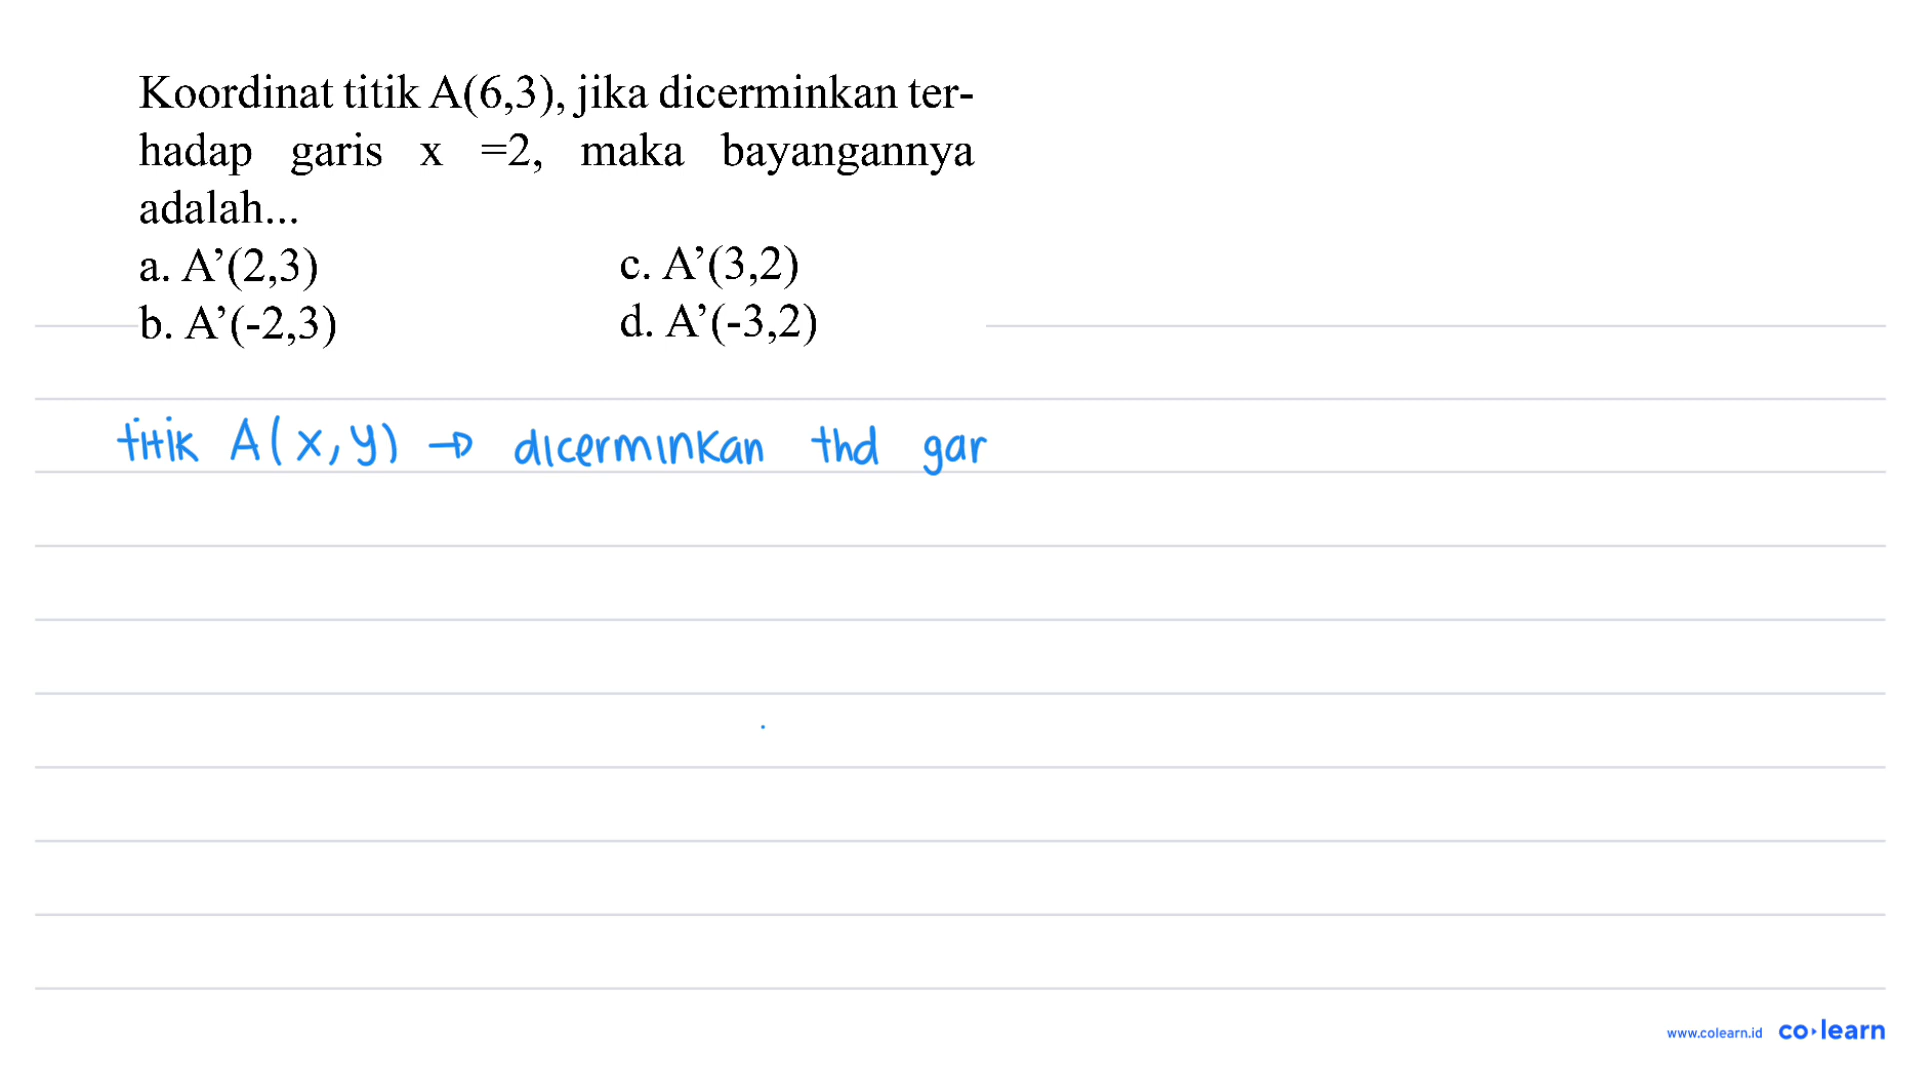 Koordinat titik A(6,3), jika dicerminkan ter-
hadap garis x =2, maka bayangannya
adalah...
a. A'(2,3) c. A'(3,2)
b. A'(-2,3) d. A'(-3,2)
titik A(x,y) → dicerminkan thd gar
www.colearn.id co learn